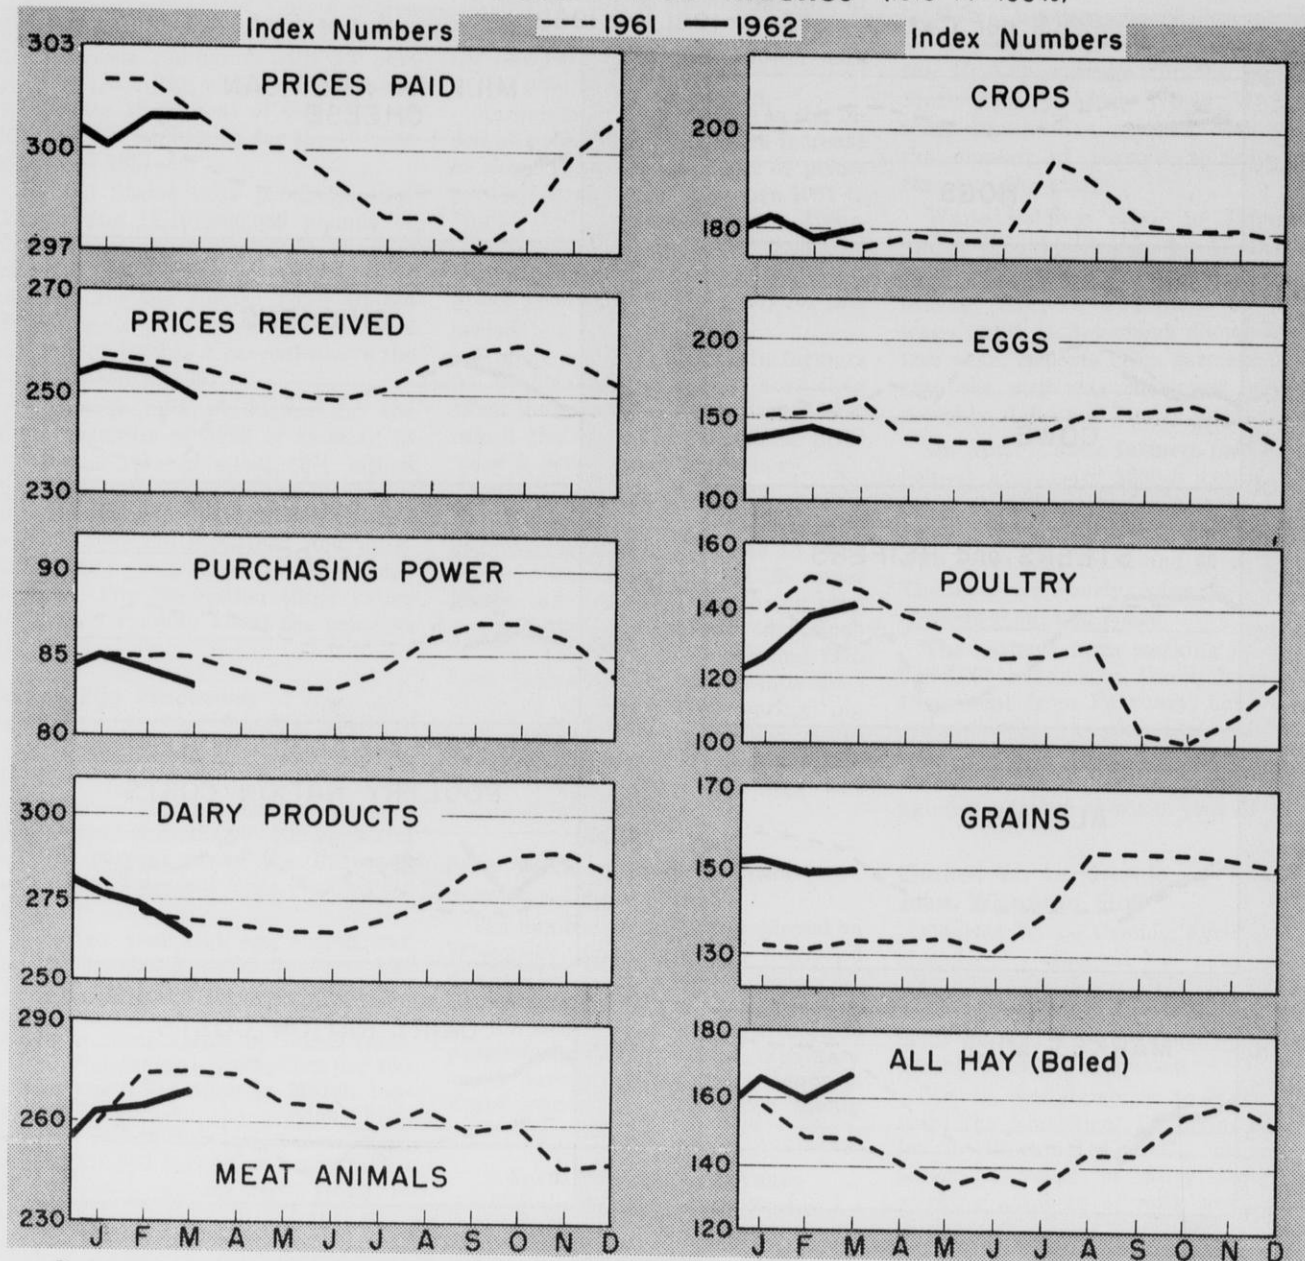 Index Numbers
1961
1962
Index Numbers
303
300
297
PRICES PAID
270
250
230
PRICES RECEIVED
90
85
80
PURCHASING POWER
300
275
250
DAIRY PRODUCTS
290
260
230
MEAT ANIMALS
J F M A M J J A S O N D
200
180
CROPS
200
150
100
EGGS
160
140
120
100
POULTRY
170
150
130
GRAINS
180
160
140
120
ALL HAY (Baled)
J F M A M J J A S O N D